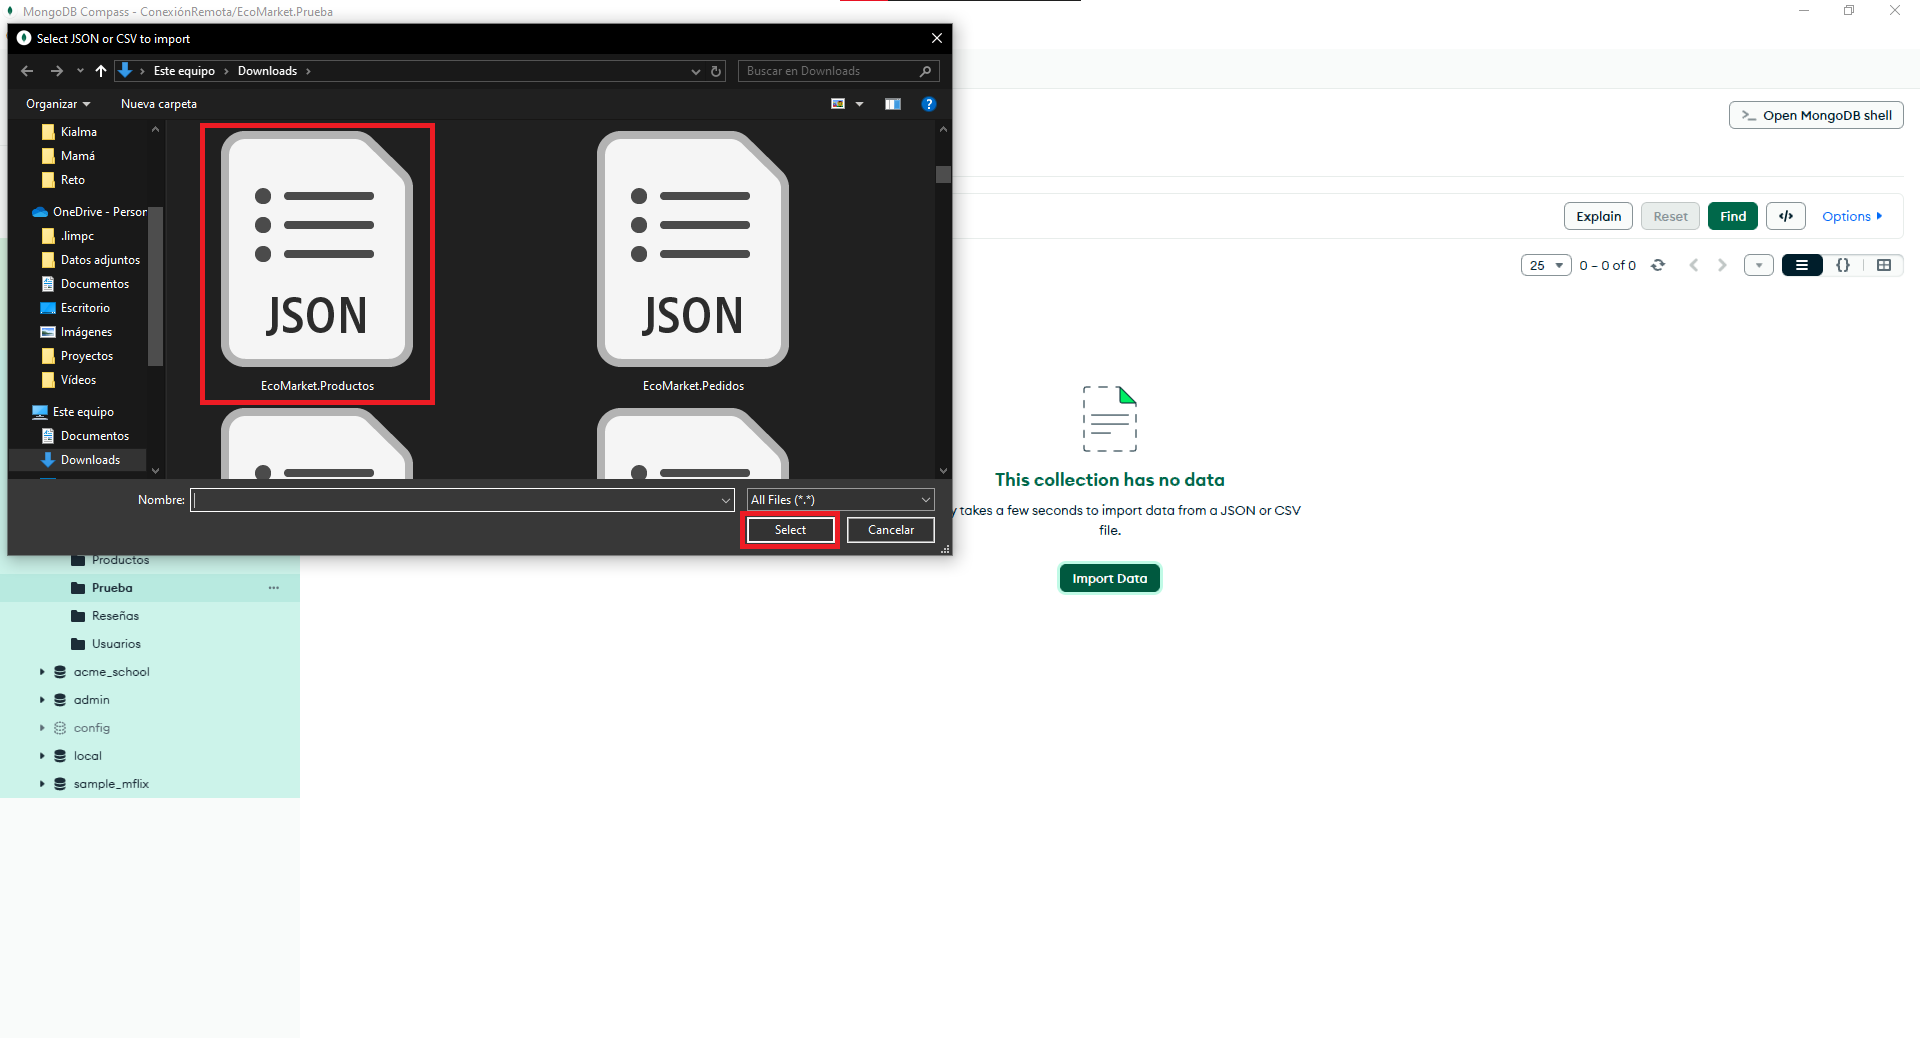 MongoDB Compass - ConexiónRemota/EcoMarket.Prueba
Select JSON or CSV to import
Este equipo
Downloads
Buscar en Downloads
Organizar
Nueva carpeta
Open MongoDB shell
Kialma
Mamá
Reto
OneDrive - Person
.limpc
Datos adjuntos
Documentos
Escritorio
Imágenes
Proyectos
Vídeos
Este equipo
Documentos
Downloads
JSON
EcoMarket.Productos
JSON
EcoMarket.Pedidos
Nombre:
All Files (*.*)
Select
Cancelar
Explain
Reset
Find
</>
Options
25
0 – 0 of 0
{}
This collection has no data
y takes a few seconds to import data from a JSON or CSV
file.
Import Data
Productos
Prueba
Reseñas
Usuarios
acme_school
admin
config
local
sample_mflix